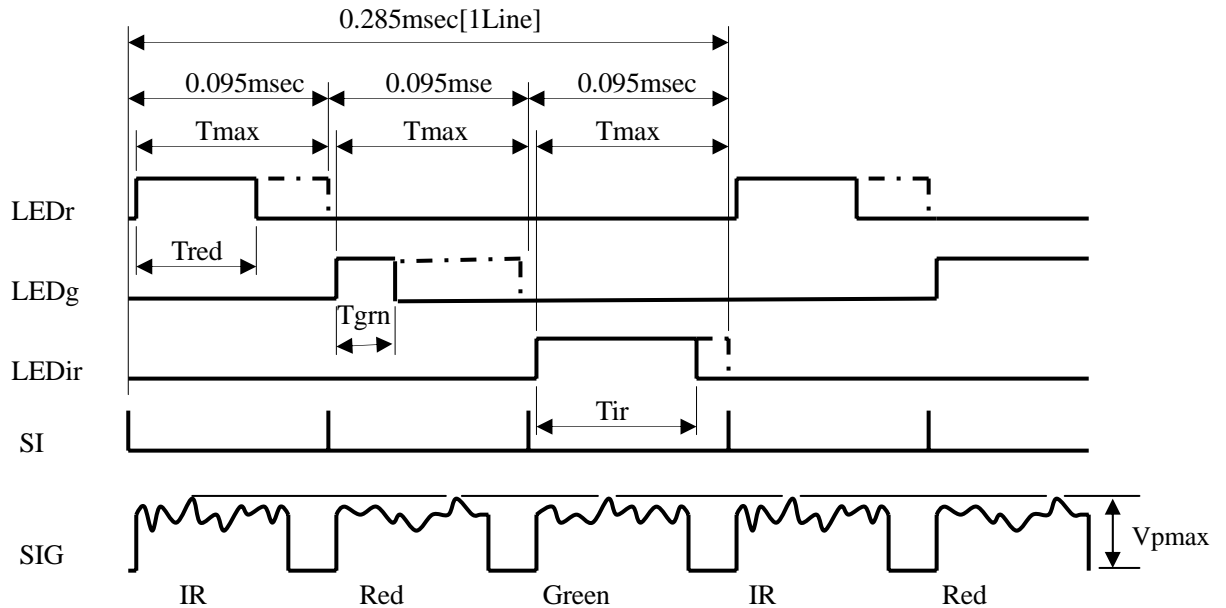 0.285msec[1Line]
0.095msec 0.095mse 0.095msec
Tmax Tmax Tmax
LEDr
Tred
LEDg
Tgrn
LEDir
Tir
SI
SIG
Vpmax
IR Red Green IR Red